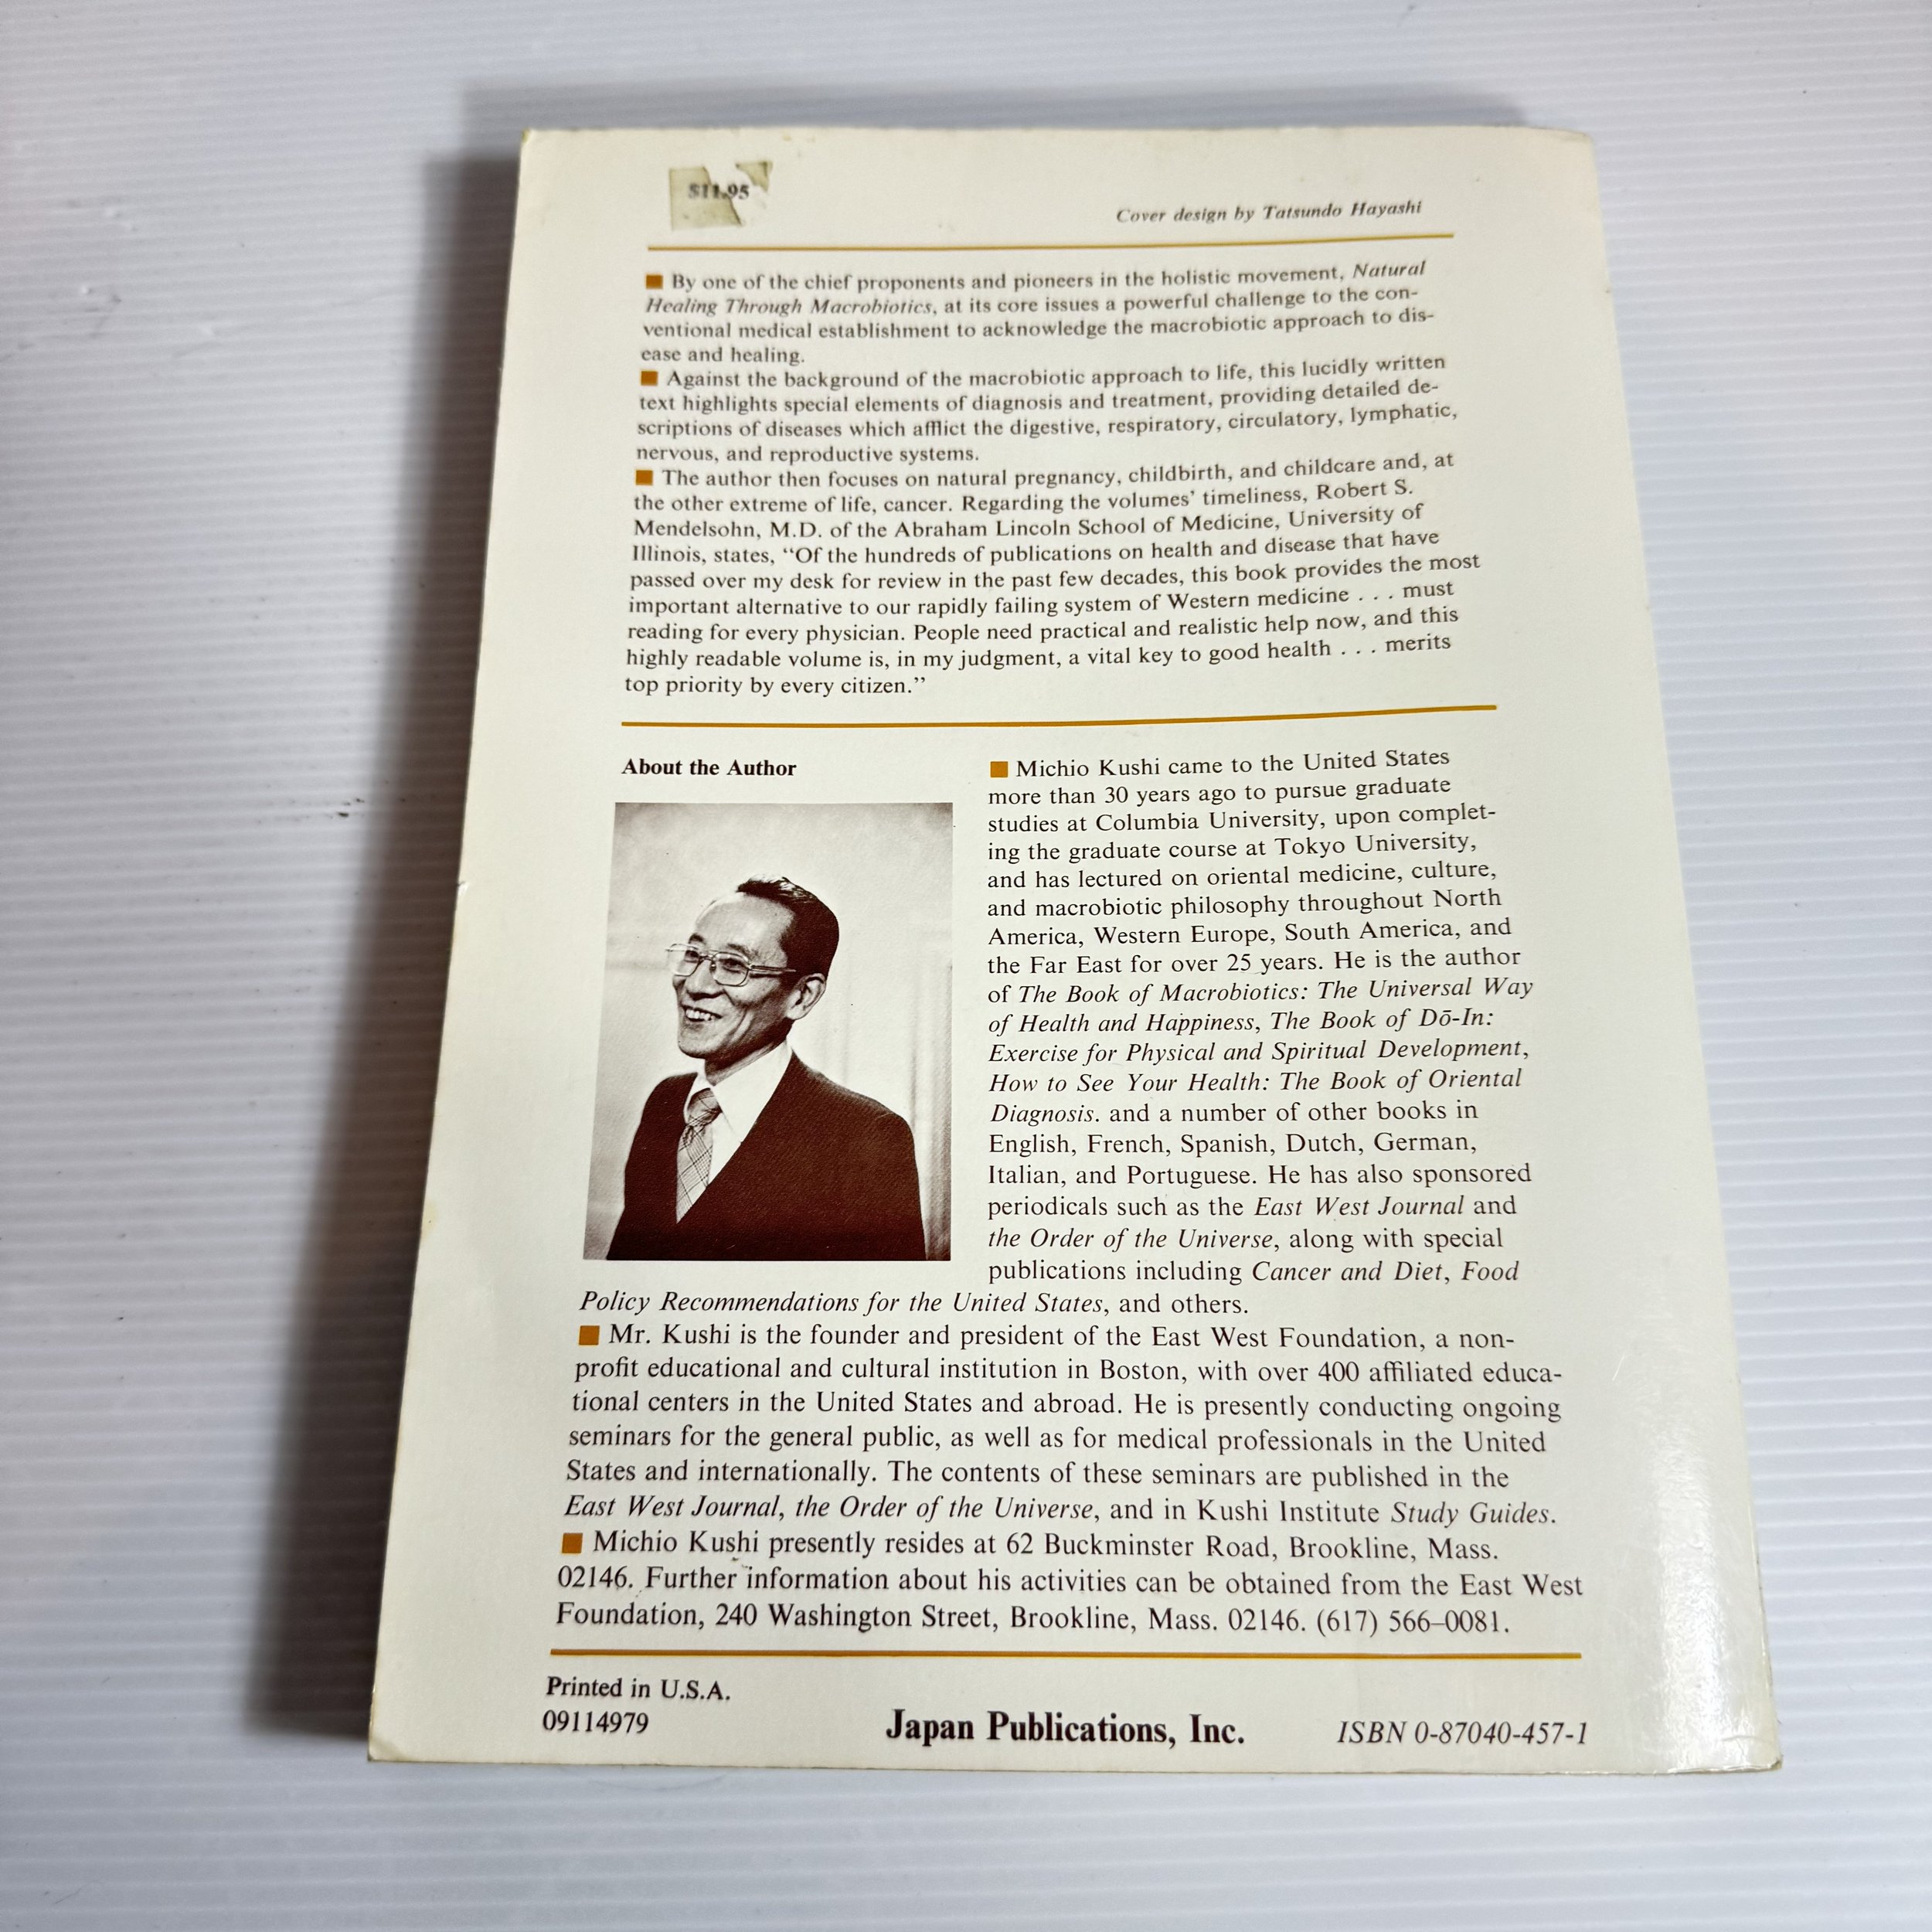 $11.95
Cover design by Tatsundo Hayashi
■ By one of the chief proponents and pioneers in the holistic movement, Natural
Healing Through Macrobiotics, at its core issues a powerful challenge to the con-
ventional medical establishment to acknowledge the macrobiotic approach to dis-
ease and healing.
■ Against the background of the macrobiotic approach to life, this lucidly written
text highlights special elements of diagnosis and treatment, providing detailed de-
scriptions of diseases which afflict the digestive, respiratory, circulatory, lymphatic,
nervous, and reproductive systems.
■ The author then focuses on natural pregnancy, childbirth, and childcare and, at
the other extreme of life, cancer. Regarding the volumes' timeliness, Robert S.
Mendelsohn, M.D. of the Abraham Lincoln School of Medicine, University of
Illinois, states, “Of the hundreds of publications on health and disease that have
passed over my desk for review in the past few decades, this book provides the most
important alternative to our rapidly failing system of Western medicine . . . must
reading for every physician. People need practical and realistic help now, and this
highly readable volume is, in my judgment, a vital key to good health . . . merits
top priority by every citizen.”
About the Author
■ Michio Kushi came to the United States
more than 30 years ago to pursue graduate
studies at Columbia University, upon complet-
ing the graduate course at Tokyo University,
and has lectured on oriental medicine, culture,
and macrobiotic philosophy throughout North
America, Western Europe, South America, and
the Far East for over 25 years. He is the author
of The Book of Macrobiotics: The Universal Way
of Health and Happiness, The Book of Dō-In:
Exercise for Physical and Spiritual Development,
How to See Your Health: The Book of Oriental
Diagnosis. and a number of other books in
English, French, Spanish, Dutch, German,
Italian, and Portuguese. He has also sponsored
periodicals such as the East West Journal and
the Order of the Universe, along with special
publications including Cancer and Diet, Food
Policy Recommendations for the United States, and others.
■ Mr. Kushi is the founder and president of the East West Foundation, a non-
profit educational and cultural institution in Boston, with over 400 affiliated educa-
tional centers in the United States and abroad. He is presently conducting ongoing
seminars for the general public, as well as for medical professionals in the United
States and internationally. The contents of these seminars are published in the
East West Journal, the Order of the Universe, and in Kushi Institute Study Guides.
■ Michio Kushi presently resides at 62 Buckminster Road, Brookline, Mass.
02146. Further information about his activities can be obtained from the East West
Foundation, 240 Washington Street, Brookline, Mass. 02146. (617) 566–0081.
Printed in U.S.A.
09114979
Japan Publications, Inc.
ISBN 0-87040-457-1